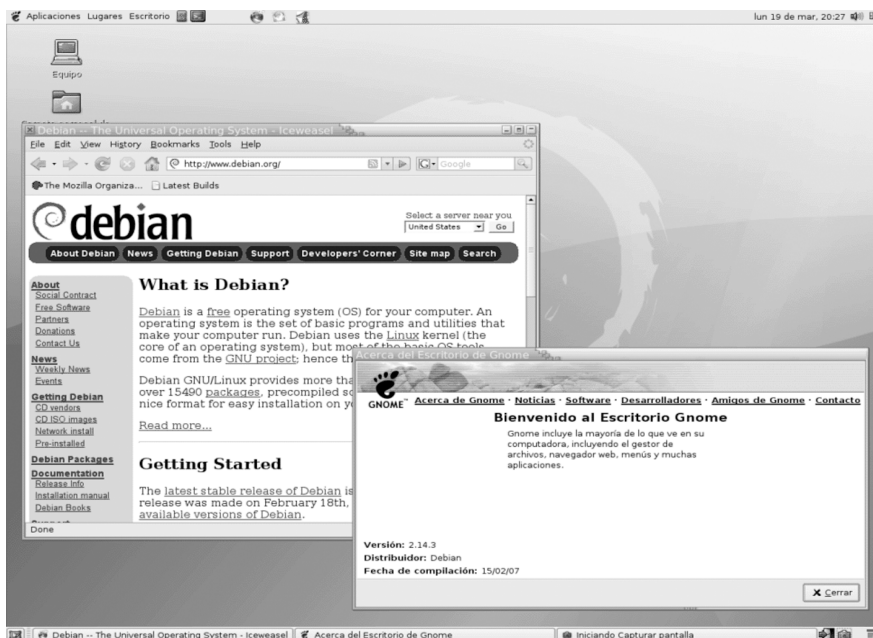 Aplicaciones Lugares Escritorio
lun 19 de mar, 20:27
Equipo
Debian -- The Universal Operating System - Iceweasel
File Edit View History Bookmarks Tools Help
http://www.debian.org/
Google
The Mozilla Organiza... Latest Builds
debian
Select a server near you
United States Go
About Debian News Getting Debian Support Developers' Corner Site map Search
About
Social Contract
Free Software
Partners
Donations
Contact Us
News
Weekly News
Events
Getting Debian
CD vendors
CD ISO images
Network install
Pre-installed
Debian Packages
Documentation
Release Info
Installation manual
Debian Books
What is Debian?
Debian is a free operating system (OS) for your computer. An
operating system is the set of basic programs and utilities that
make your computer run. Debian uses the Linux kernel (the
core of an operating system), but most of the basic OS tools
come from the GNU project; hence th
Debian GNU/Linux provides more tha
over 15490 packages, precompiled so
nice format for easy installation on yo
Read more...
Getting Started
The latest stable release of Debian is
release was made on February 18th,
available versions of Debian.
Done
Acerca del Escritorio de Gnome
GNOME™
Acerca de Gnome · Noticias · Software · Desarrolladores · Amigos de Gnome · Contacto
Bienvenido al Escritorio Gnome
Gnome incluye la mayoría de lo que ve en su
computadora, incluyendo el gestor de
archivos, navegador web, menús y muchas
aplicaciones.
Versión: 2.14.3
Distribuidor: Debian
Fecha de compilación: 15/02/07
Cerrar
Debian -- The Universal Operating System - Iceweasel
Acerca del Escritorio de Gnome
Iniciando Capturar pantalla